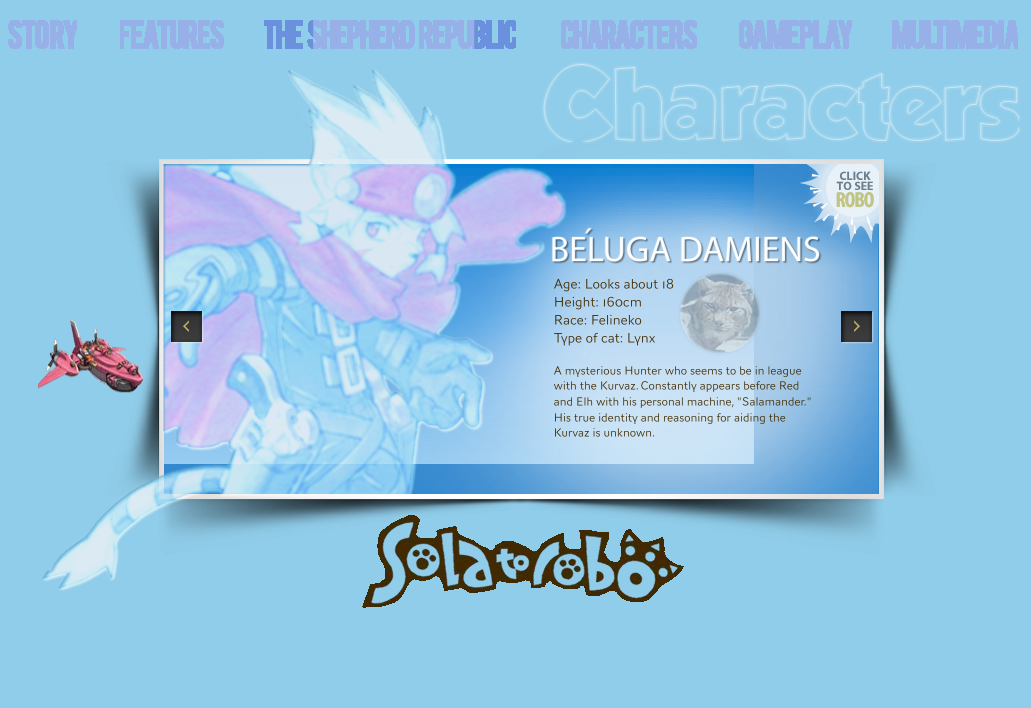 STORY FEATURES THE SHEPHERD REPUBLIC CHARACTERS GAMEPLAY MULTIMEDIA
Characters
CLICK
TO SEE
ROBO
BÉLUGA DAMIENS
Age: Looks about 18
Height: 160cm
Race: Felineko
Type of cat: Lynx
A mysterious Hunter who seems to be in league
with the Kurvaz. Constantly appears before Red
and Elh with his personal machine, "Salamander."
His true identity and reasoning for aiding the
Kurvaz is unknown.
Solatorobo